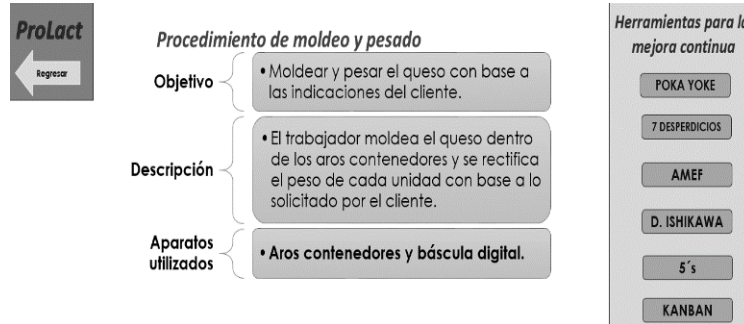 ProLact
Regresar
Procedimiento de moldeo y pesado
Objetivo
• Moldear y pesar el queso con base a
las indicaciones del cliente.
Descripción
• El trabajador moldea el queso dentro
de los aros contenedores y se rectifica
el peso de cada unidad con base a lo
solicitado por el cliente.
Aparatos
utilizados
• Aros contenedores y báscula digital.
Herramientas para la
mejora continua
POKA YOKE
7 DESPERDICIOS
AMEF
D. ISHIKAWA
5´s
KANBAN